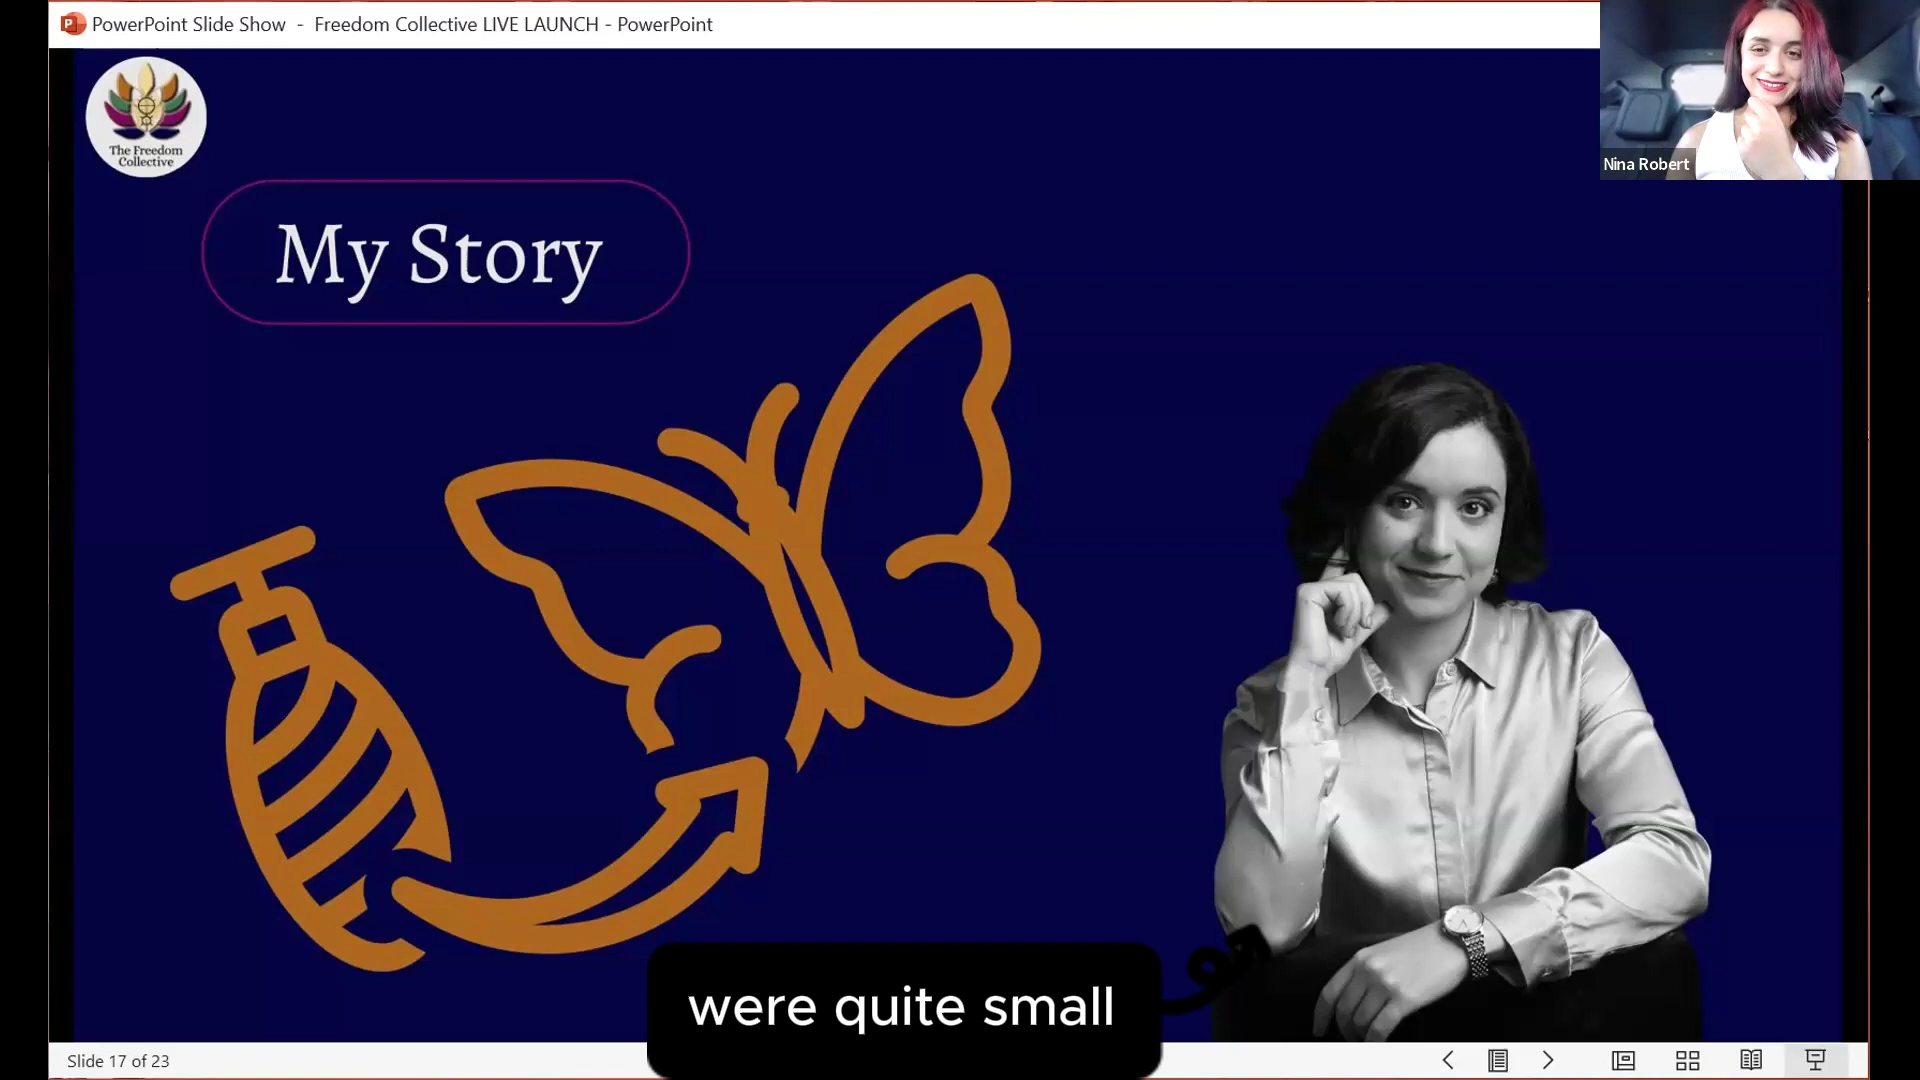 PowerPoint Slide Show - Freedom Collective LIVE LAUNCH - PowerPoint
The Freedom
Collective
Nina Robert
My Story
were quite small
Slide 17 of 23